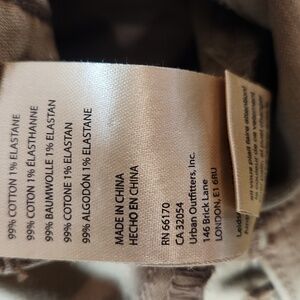 99% COTTON 1% ELASTANE
99% COTON 1% ÉLASTHANNE
99% BAUMWOLLE 1% ELASTAN
99% COTONE 1% ELASTAN
99% ALGODÓN 1% ELASTANE
MADE IN CHINA
HECHO EN CHINA
RN 66170
CA 32054
Urban Outfitters, Inc.
146 Brick Lane
LONDON, E1 6RU